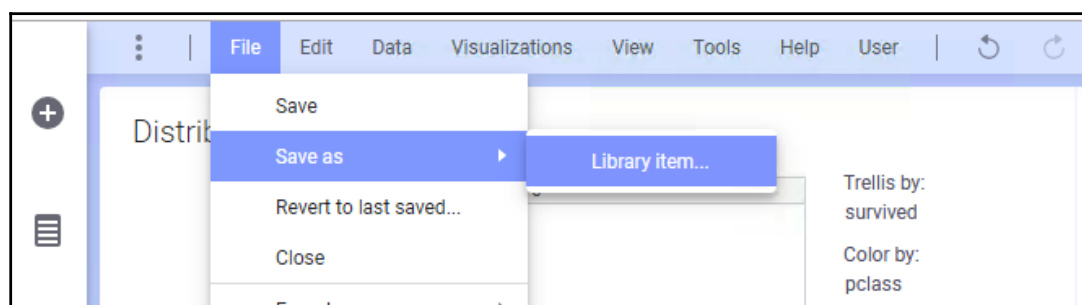 File Edit Data Visualizations View Tools Help User
Save
Save as
Library item...
Revert to last saved...
Close
Trellis by:
survived
Color by:
pclass